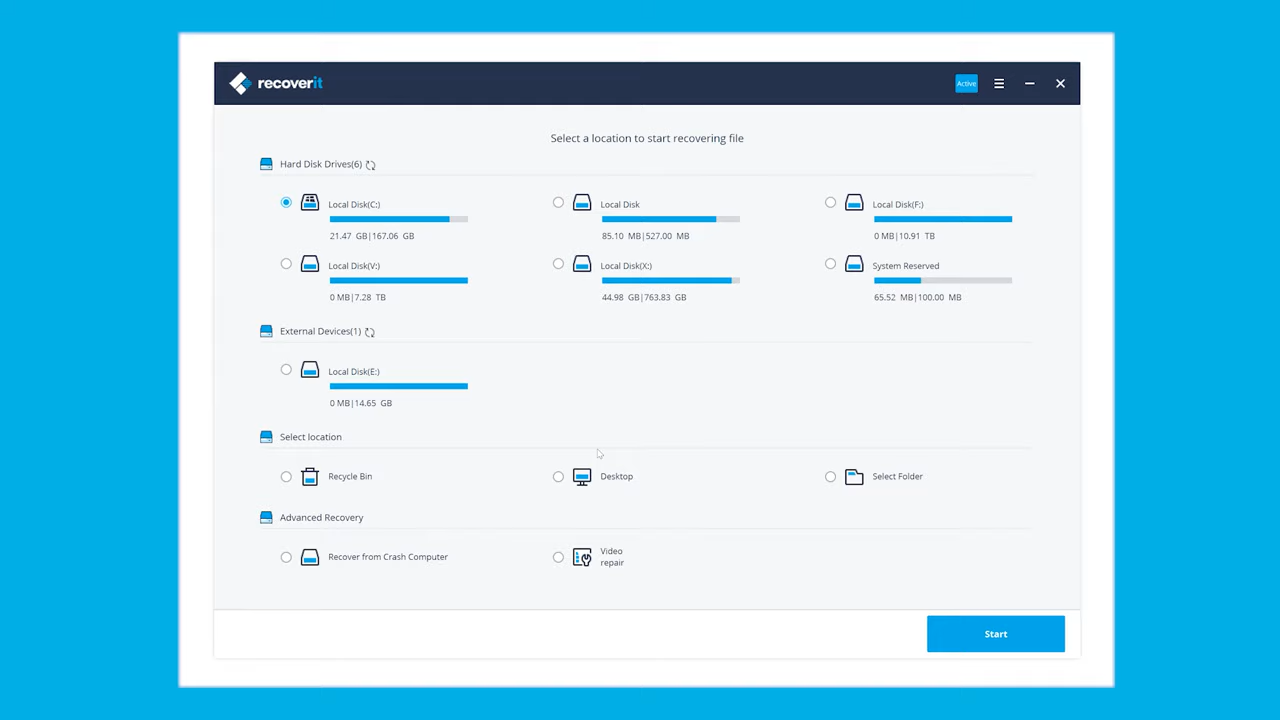 recoverit
Active
Select a location to start recovering file
Hard Disk Drives(6)
Local Disk(C:)
21.47 GB|167.06 GB
Local Disk
85.10 MB|527.00 MB
Local Disk(F:)
0 MB|10.91 TB
Local Disk(V:)
0 MB|7.28 TB
Local Disk(X:)
44.98 GB|763.83 GB
System Reserved
65.52 MB|100.00 MB
External Devices(1)
Local Disk(E:)
0 MB|14.65 GB
Select location
Recycle Bin
Desktop
Select Folder
Advanced Recovery
Recover from Crash Computer
Video
repair
Start